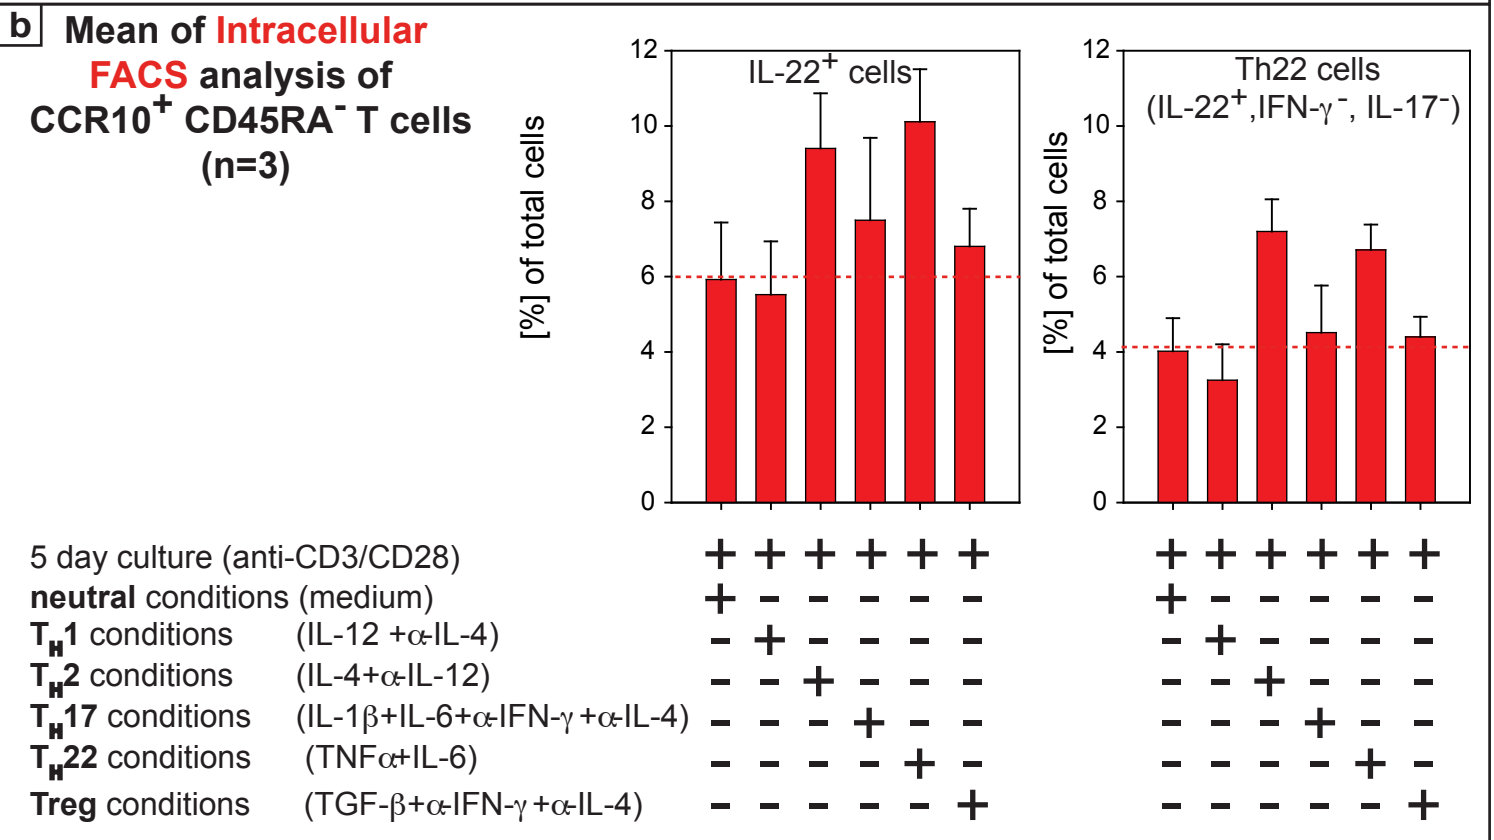 b
Mean of Intracellular
FACS analysis of
CCR10⁺ CD45RA⁻ T cells
(n=3)
[%] of total cells
12
10
8
6
4
2
0
IL-22⁺ cells
[%] of total cells
12
10
8
6
4
2
0
Th22 cells
(IL-22⁺,IFN-γ⁻, IL-17⁻)
5 day culture (anti-CD3/CD28) + + + + + + + + + + + +
neutral conditions (medium) + − − − − − + − − − − −
T_H1 conditions (IL-12 +α-IL-4) − + − − − − − + − − − −
T_H2 conditions (IL-4+α-IL-12) − − + − − − − − + − − −
T_H17 conditions (IL-1β+IL-6+α-IFN-γ+α-IL-4) − − − + − − − − − + − −
T_H22 conditions (TNFα+IL-6) − − − − + − − − − − + −
Treg conditions (TGF-β+α-IFN-γ+α-IL-4) − − − − − + − − − − − +